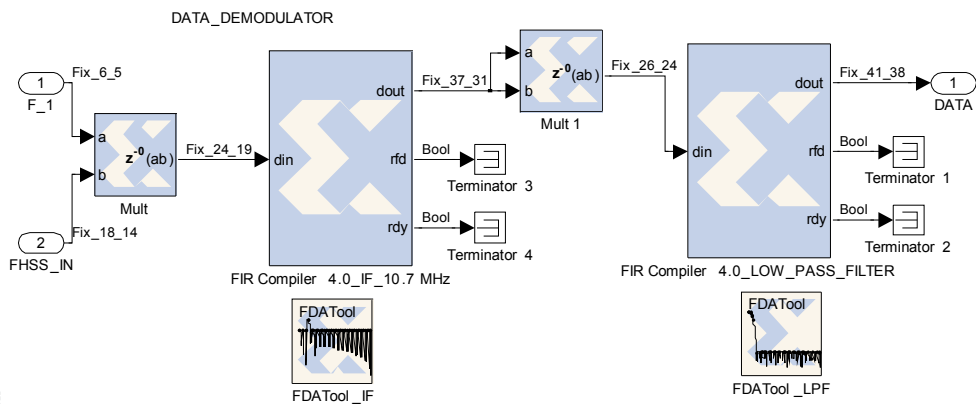 DATA_DEMODULATOR
1
F_1
Fix_6_5
2
FHSS_IN
Fix_18_14
a
b
z⁻⁰(ab)
Mult
Fix_24_19
din
dout
rfd
rdy
FIR Compiler 4.0_IF_10.7 MHz
Fix_37_31
Bool
Terminator 3
Bool
Terminator 4
a
b
z⁻⁰(ab)
Mult 1
Fix_26_24
din
dout
rfd
rdy
FIR Compiler 4.0_LOW_PASS_FILTER
Fix_41_38
1
DATA
Bool
Terminator 1
Bool
Terminator 2
FDATool
FDATool _IF
FDATool
FDATool _LPF